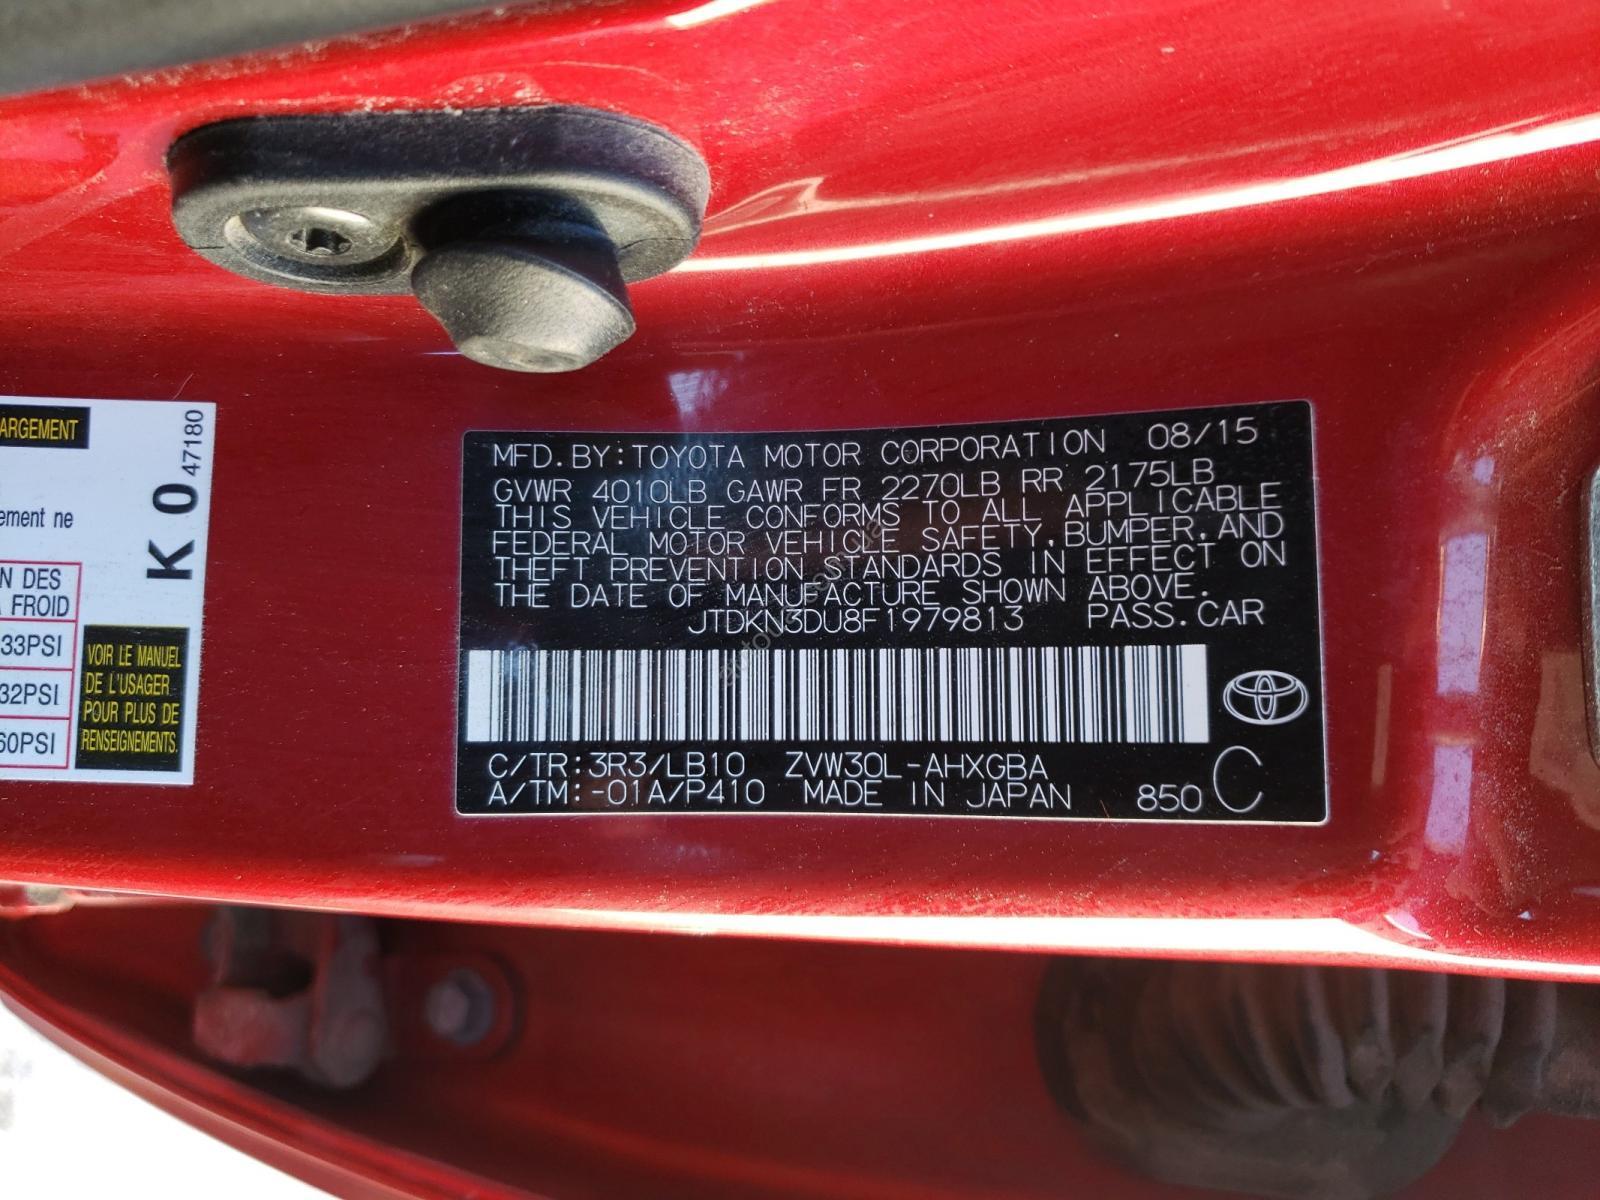 ARGEMENT
ement ne
N DES
À FROID
33PSI
32PSI
60PSI
VOIR LE MANUEL
DE L'USAGER
POUR PLUS DE
RENSEIGNEMENTS.
K 0 47180
MFD. BY: TOYOTA MOTOR CORPORATION 08/15
GVWR 4010LB GAWR FR 2270LB RR 2175LB
THIS VEHICLE CONFORMS TO ALL APPLICABLE
FEDERAL MOTOR VEHICLE SAFETY, BUMPER, AND
THEFT PREVENTION STANDARDS IN EFFECT ON
THE DATE OF MANUFACTURE SHOWN ABOVE.
JTDKN3DU8F1979813 PASS. CAR
C/TR: 3R3/LB10 ZVW30L-AHXGBA
A/TM: -01A/P410 MADE IN JAPAN 850 C